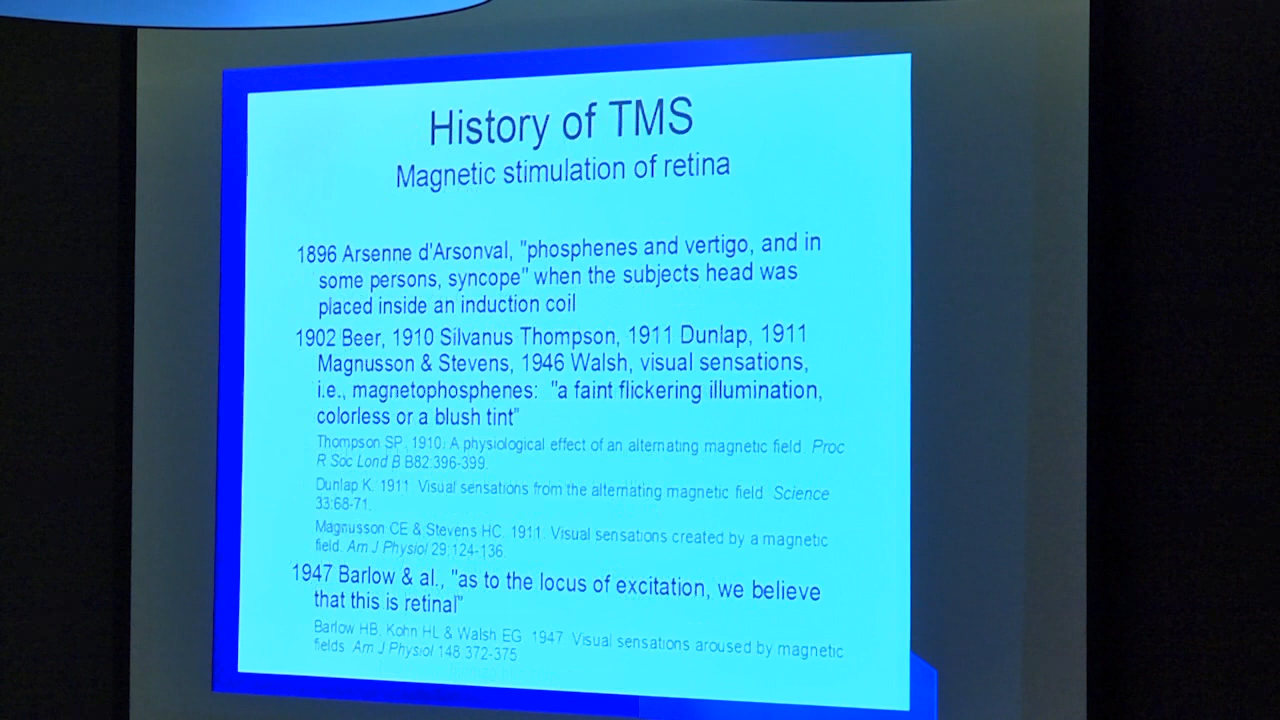 History of TMS
Magnetic stimulation of retina
1896 Arsenne d'Arsonval, "phosphenes and vertigo, and in
some persons, syncope" when the subjects head was
placed inside an induction coil
1902 Beer, 1910 Silvanus Thompson, 1911 Dunlap, 1911
Magnusson & Stevens, 1946 Walsh, visual sensations,
i.e., magnetophosphenes: "a faint flickering illumination,
colorless or a blush tint"
Thompson SP. 1910. A physiological effect of an alternating magnetic field. Proc
R Soc Lond B B82:396-399.
Dunlap K. 1911. Visual sensations from the alternating magnetic field. Science
33:68-71.
Magnusson CE & Stevens HC. 1911. Visual sensations created by a magnetic
field. Am J Physiol 29:124-136.
1947 Barlow & al., "as to the locus of excitation, we believe
that this is retinal"
Barlow HB, Kohn HL & Walsh EG. 1947. Visual sensations aroused by magnetic
fields. Am J Physiol 148:372-375.